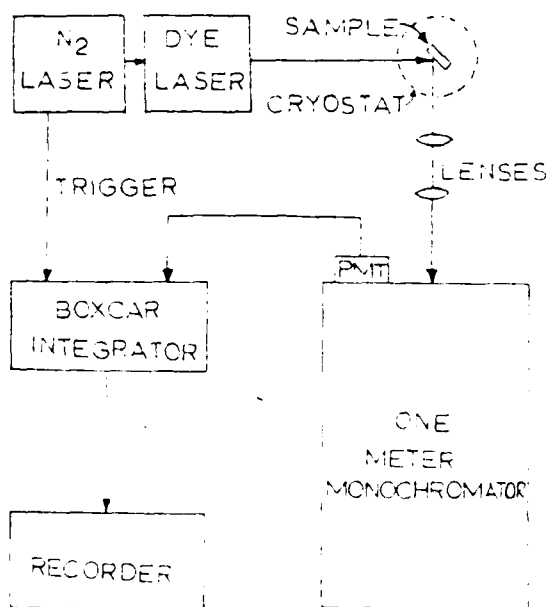 N2
LASER
DYE
LASER
SAMPLE
CRYOSTAT
LENSES
TRIGGER
PMT
BOXCAR
INTEGRATOR
ONE
METER
MONOCHROMATOR
RECORDER